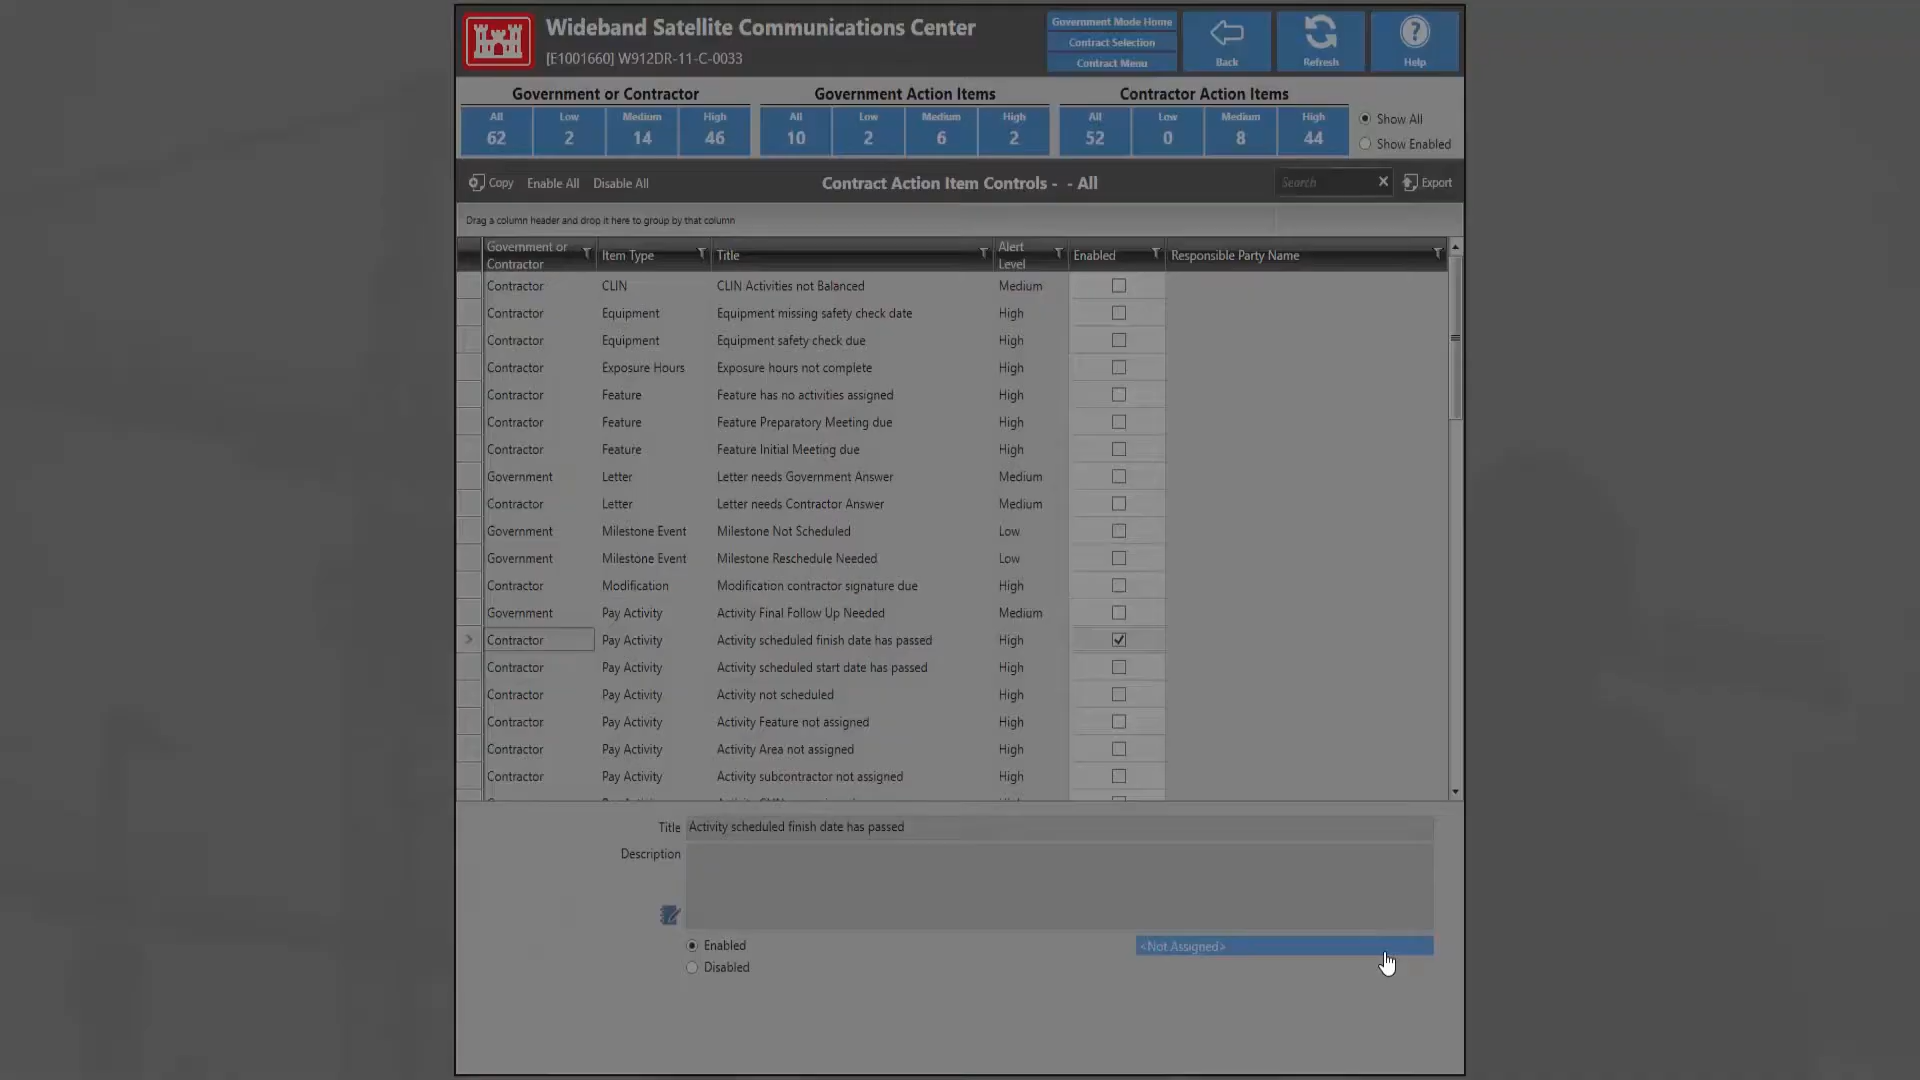 Wideband Satellite Communications Center
[E1001660] W912DR-11-C-0033
Government Mode Home
Contract Selection
Contract Menu
Back
Refresh
Help
Government or Contractor
Government Action Items
Contractor Action Items
All Low Medium High
62 2 14 46
All Low Medium High
10 2 6 2
All Low Medium High
52 0 8 44
Show All
Show Enabled
Copy Enable All Disable All
Contract Action Item Controls - - All
Search X Export
Drag a column header and drop it here to group by that column
Government or Contractor Item Type Title Alert Level Enabled Responsible Party Name
Contractor CLIN CLIN Activities not Balanced Medium
Contractor Equipment Equipment missing safety check date High
Contractor Equipment Equipment safety check due High
Contractor Exposure Hours Exposure hours not complete High
Contractor Feature Feature has no activities assigned High
Contractor Feature Feature Preparatory Meeting due High
Contractor Feature Feature Initial Meeting due High
Government Letter Letter needs Government Answer Medium
Contractor Letter Letter needs Contractor Answer Medium
Government Milestone Event Milestone Not Scheduled Low
Government Milestone Event Milestone Reschedule Needed Low
Contractor Modification Modification contractor signature due High
Government Pay Activity Activity Final Follow Up Needed Medium
Contractor Pay Activity Activity scheduled finish date has passed High
Contractor Pay Activity Activity scheduled start date has passed High
Contractor Pay Activity Activity not scheduled High
Contractor Pay Activity Activity Feature not assigned High
Contractor Pay Activity Activity Area not assigned High
Contractor Pay Activity Activity subcontractor not assigned High
Title Activity scheduled finish date has passed
Description
Enabled
<Not Assigned>
Disabled